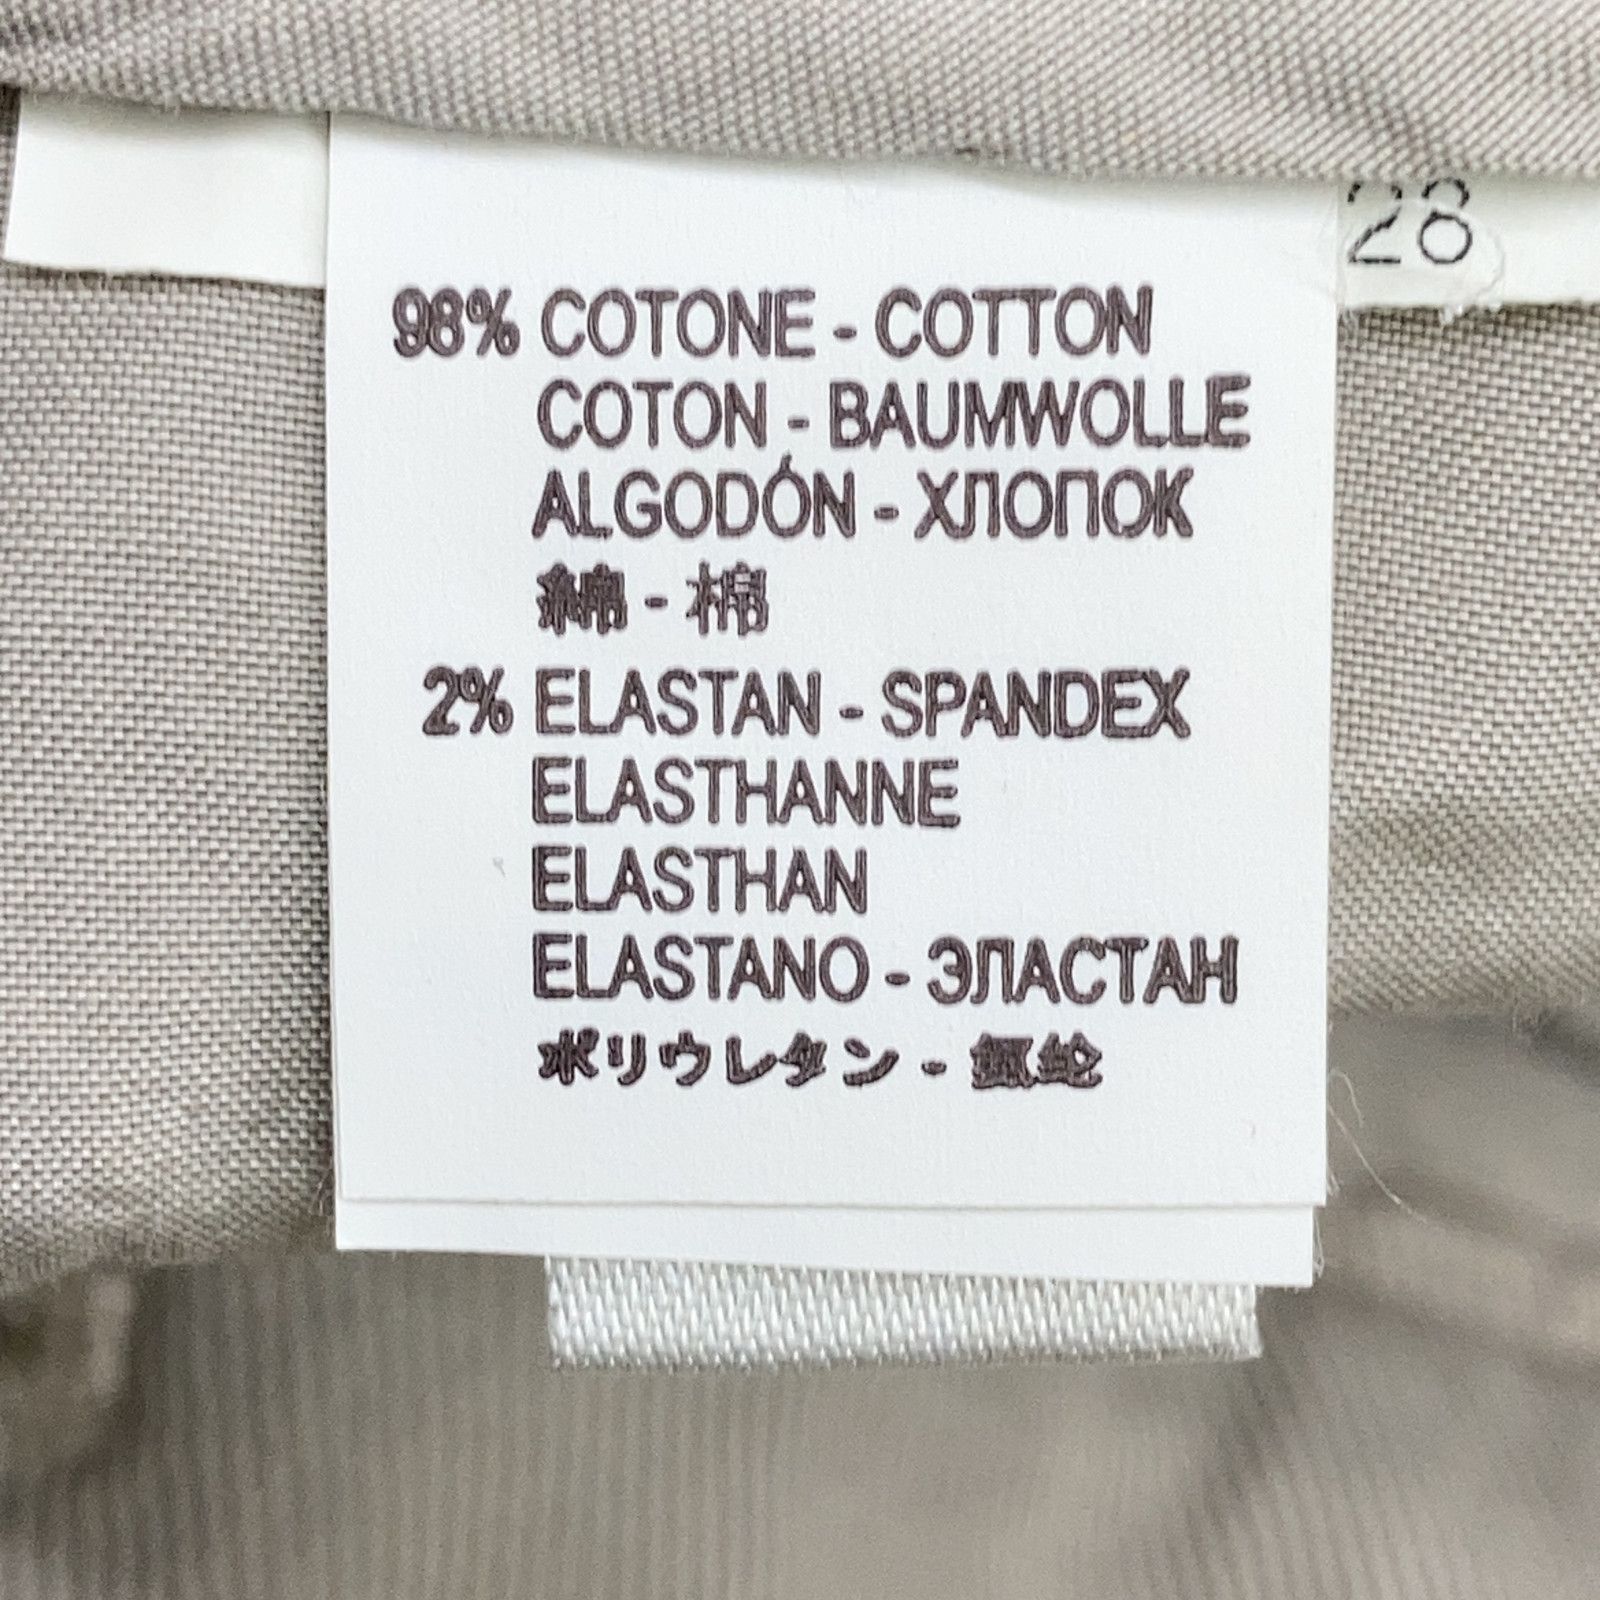 28
98% COTONE - COTTON
COTON - BAUMWOLLE
ALGODÓN - ХЛОПОК
綿 - 棉
2% ELASTAN - SPANDEX
ELASTHANNE
ELASTHAN
ELASTANO - ЭЛАСТАН
ポリウレタン - 氨纶